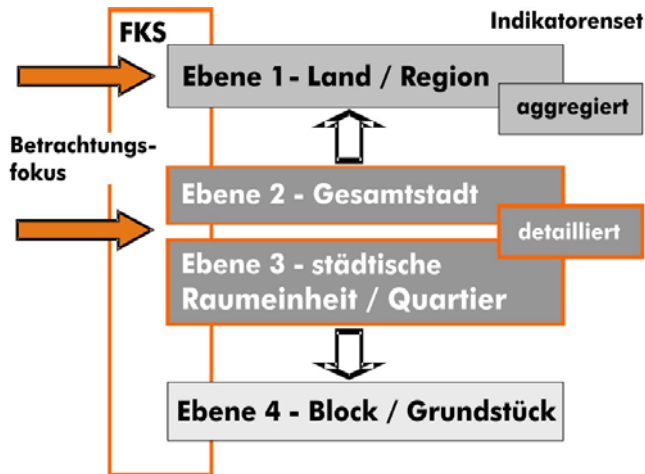 FKS
Indikatorenset
Ebene 1 - Land / Region
aggregiert
Betrachtungs-
fokus
Ebene 2 - Gesamtstadt
detailliert
Ebene 3 - städtische
Raumeinheit / Quartier
Ebene 4 - Block / Grundstück